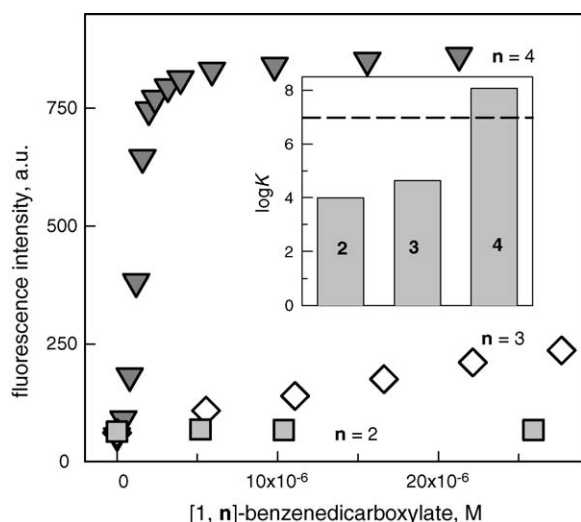 fluorescence intensity, a.u.
750
500
250
0
n = 4
n = 3
n = 2
logK
8
6
4
4
0
2
3
4
0
10x10-6
20x10-6
[1, n]-benzenedicarboxylate, M